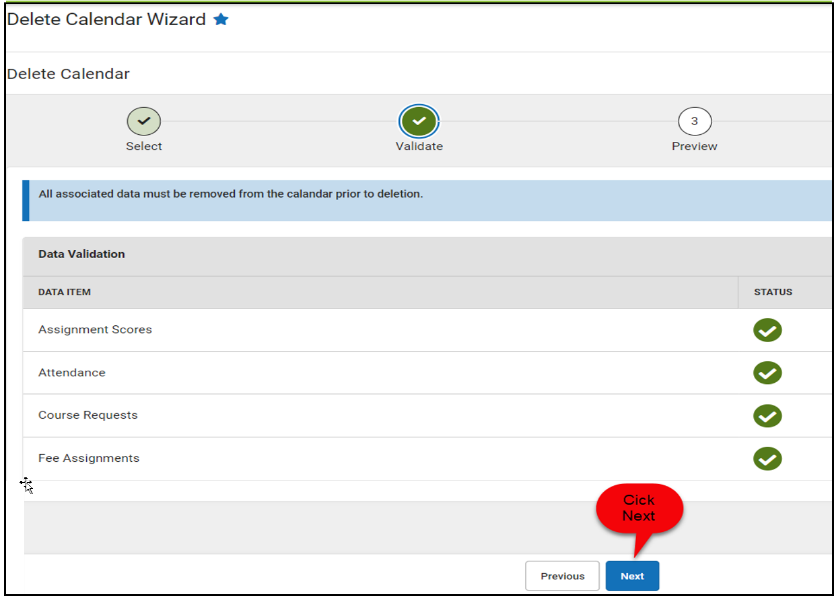 Delete Calendar Wizard
Delete Calendar
3
Select
Validate
Preview
All associated data must be removed from the calandar prior to deletion.
Data Validation
DATA ITEM
STATUS
Assignment Scores
Attendance
Course Requests
Fee Assignments
Cick
Next
Previous
Next